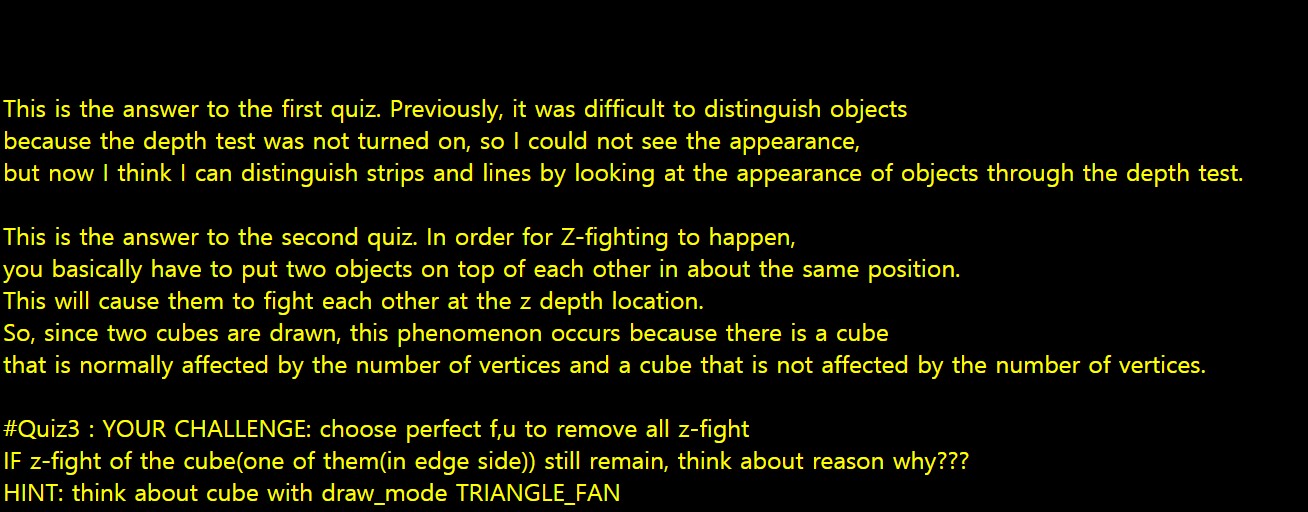 This is the answer to the first quiz. Previously, it was difficult to distinguish objects
because the depth test was not turned on, so I could not see the appearance,
but now I think I can distinguish strips and lines by looking at the appearance of objects through the depth test.
This is the answer to the second quiz. In order for Z-fighting to happen,
you basically have to put two objects on top of each other in about the same position.
This will cause them to fight each other at the z depth location.
So, since two cubes are drawn, this phenomenon occurs because there is a cube
that is normally affected by the number of vertices and a cube that is not affected by the number of vertices.
#Quiz3 : YOUR CHALLENGE: choose perfect f,u to remove all z-fight
IF z-fight of the cube(one of them(in edge side)) still remain, think about reason why???
HINT: think about cube with draw_mode TRIANGLE_FAN